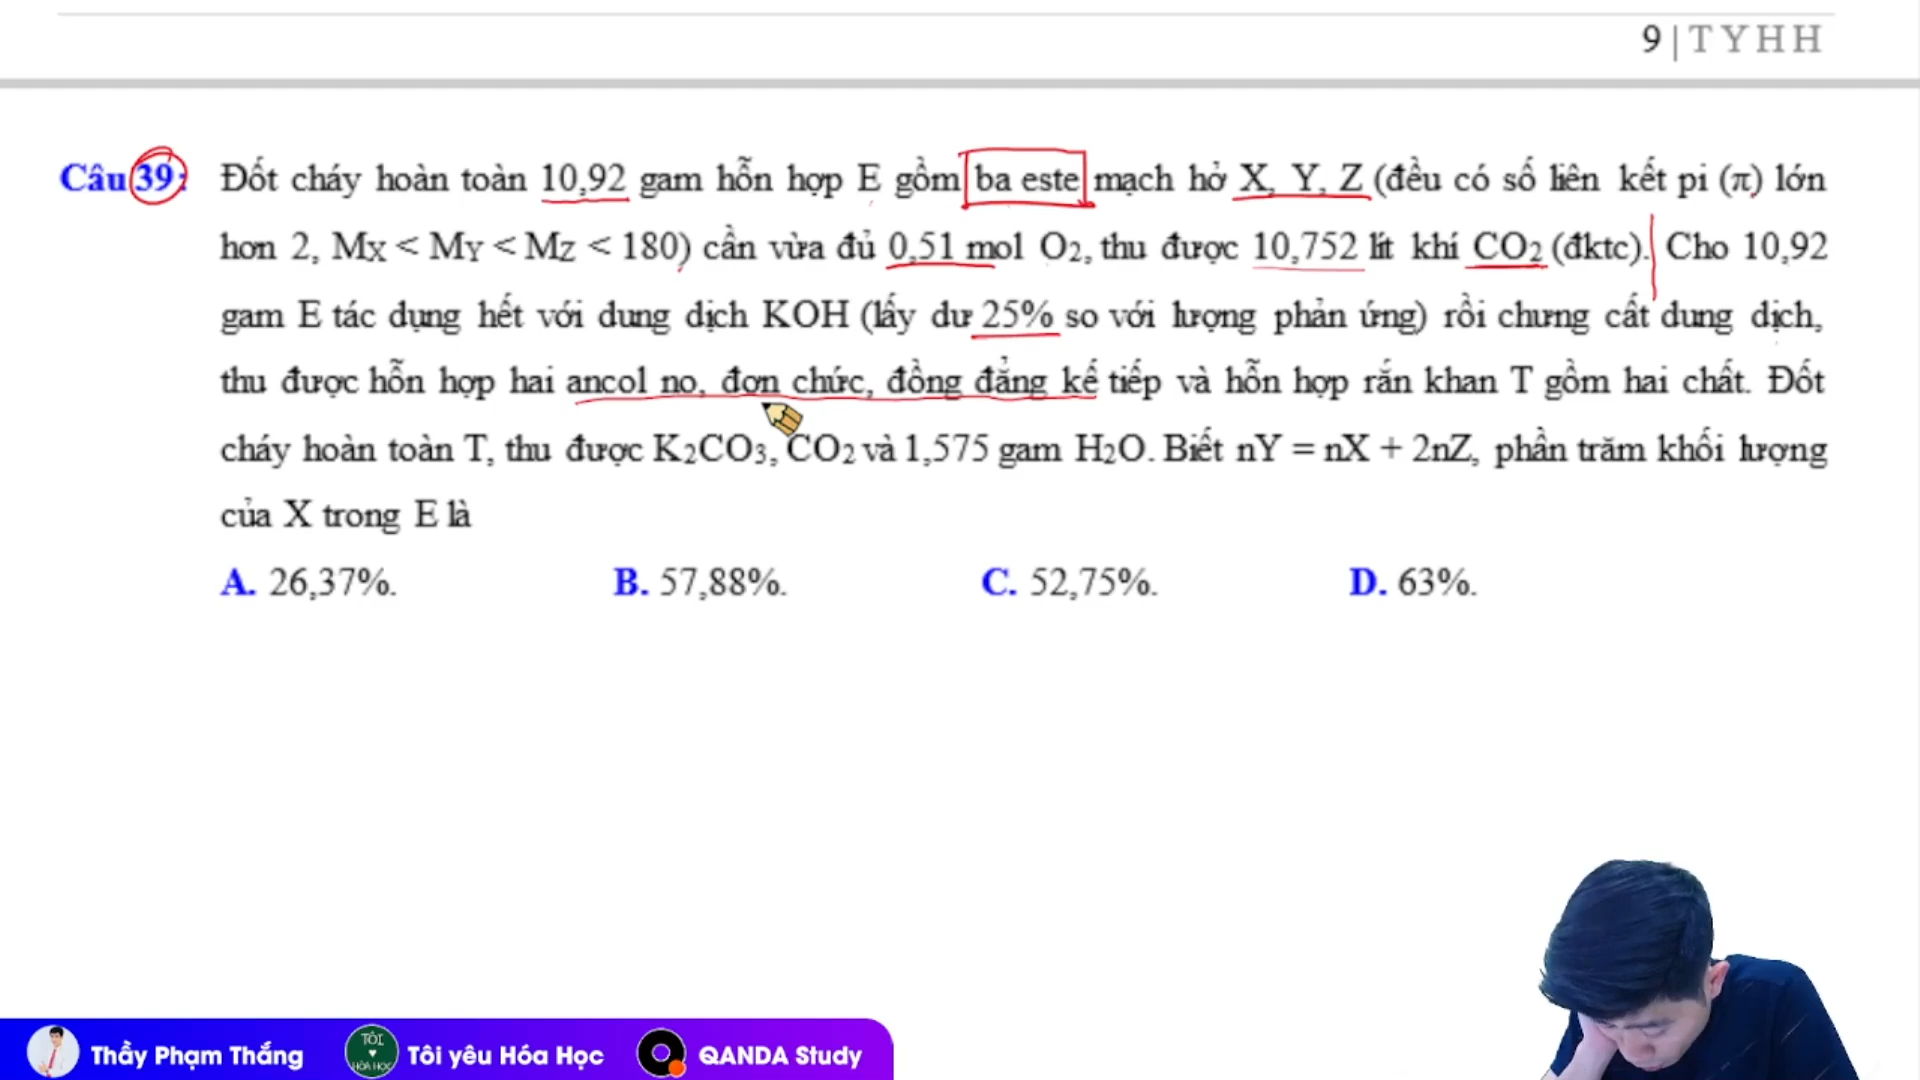 9 | T Y H H
Câu 39: Đốt cháy hoàn toàn 10,92 gam hỗn hợp E gồm ba este mạch hở X, Y, Z (đều có số liên kết pi (π) lớn
hơn 2, MX < MY < MZ < 180) cần vừa đủ 0,51 mol O2, thu được 10,752 lít khí CO2 (đktc). Cho 10,92
gam E tác dụng hết với dung dịch KOH (lấy dư 25% so với lượng phản ứng) rồi chưng cất dung dịch,
thu được hỗn hợp hai ancol no, đơn chức, đồng đẳng kế tiếp và hỗn hợp rắn khan T gồm hai chất. Đốt
cháy hoàn toàn T, thu được K2CO3, CO2 và 1,575 gam H2O. Biết nY = nX + 2nZ, phần trăm khối lượng
của X trong E là
A. 26,37%. B. 57,88%. C. 52,75%. D. 63%.
Thầy Phạm Thắng TÔI ♥ HÓA HỌC Tôi yêu Hóa Học QANDA Study